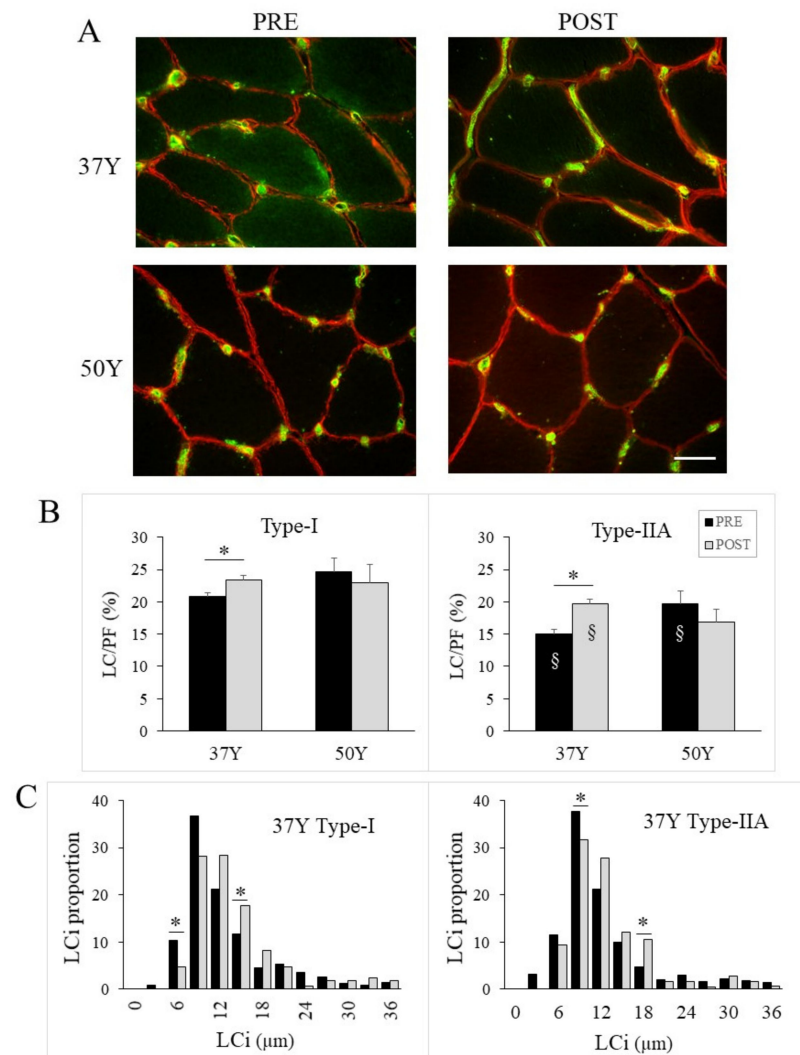 A
PRE
POST
37Y
50Y
B
Type-I
LC/PF (%)
30
25
20
15
10
5
0
*
37Y
50Y
Type-IIA
PRE
POST
LC/PF (%)
30
25
20
15
10
5
0
*
§
§
§
37Y
50Y
C
37Y Type-I
LCi proportion
40
30
20
10
0
*
*
0 6 12 18 24 30 36
LCi (μm)
37Y Type-IIA
LCi proportion
40
30
20
10
0
*
*
0 6 12 18 24 30 36
LCi (μm)